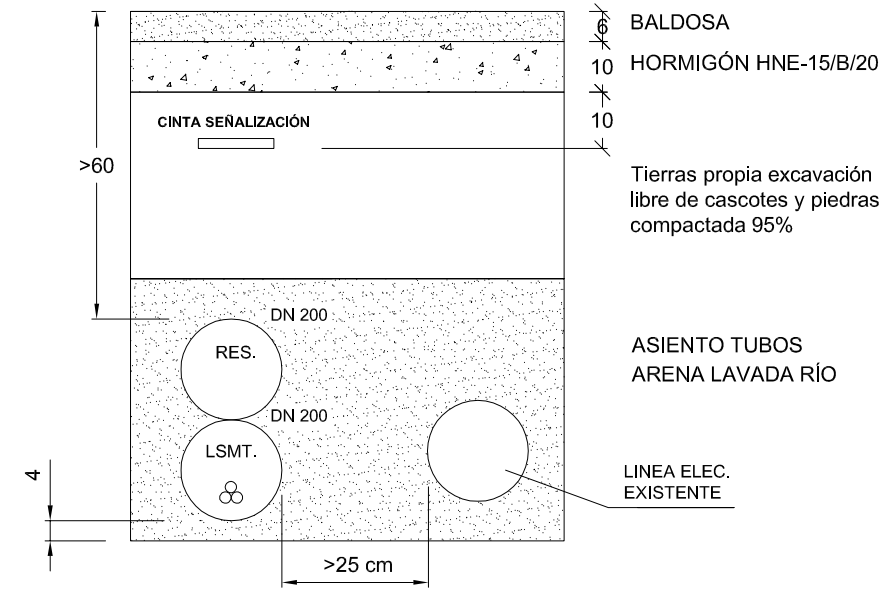 6
BALDOSA
10
HORMIGÓN HNE-15/B/20
CINTA SEÑALIZACIÓN
10
>60
Tierras propia excavación
libre de cascotes y piedras
compactada 95%
DN 200
RES.
ASIENTO TUBOS
ARENA LAVADA RÍO
DN 200
LSMT.
4
LINEA ELEC.
EXISTENTE
>25 cm